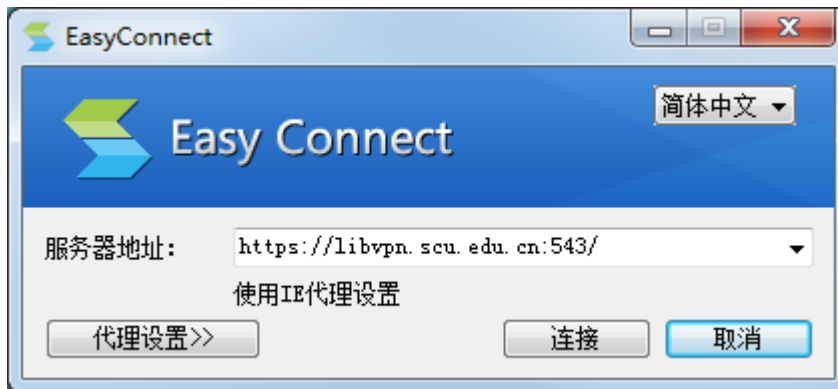 EasyConnect
简体中文
Easy Connect
服务器地址：
https://libvpn.scu.edu.cn:543/
使用IE代理设置
代理设置>>
连接
取消